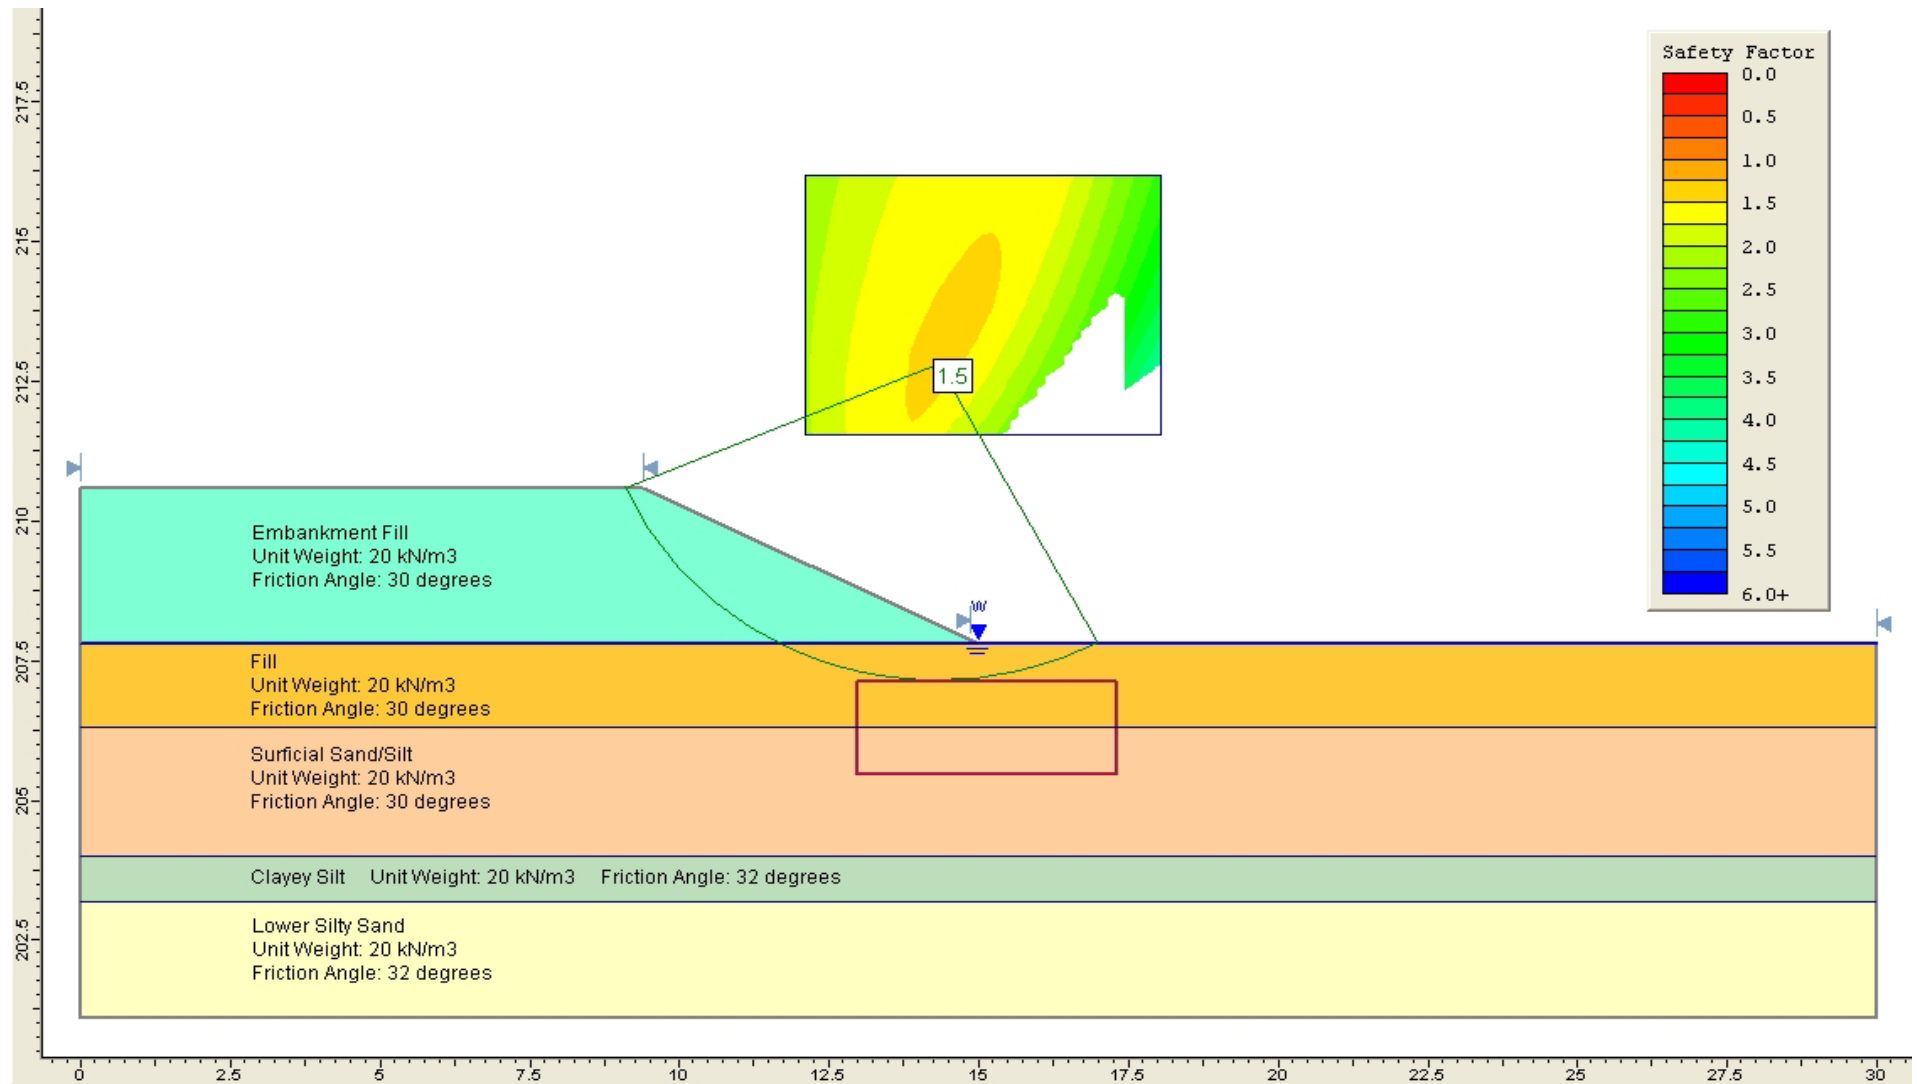 217.5
215
212.5
210
207.5
205
202.5
Safety Factor
0.0
0.5
1.0
1.5
2.0
2.5
3.0
3.5
4.0
4.5
5.0
5.5
6.0+
1.5
W
Embankment Fill
Unit Weight: 20 kN/m3
Friction Angle: 30 degrees
Fill
Unit Weight: 20 kN/m3
Friction Angle: 30 degrees
Surficial Sand/Silt
Unit Weight: 20 kN/m3
Friction Angle: 30 degrees
Clayey Silt Unit Weight: 20 kN/m3 Friction Angle: 32 degrees
Lower Silty Sand
Unit Weight: 20 kN/m3
Friction Angle: 32 degrees
0 2.5 5 7.5 10 12.5 15 17.5 20 22.5 25 27.5 30